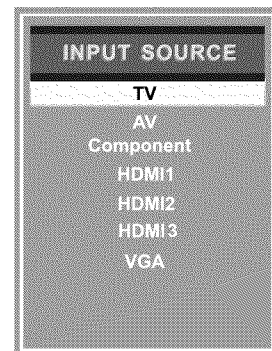 INPUT SOURCE
TV
AV
Component
HDMI1
HDMI2
HDMI3
VGA